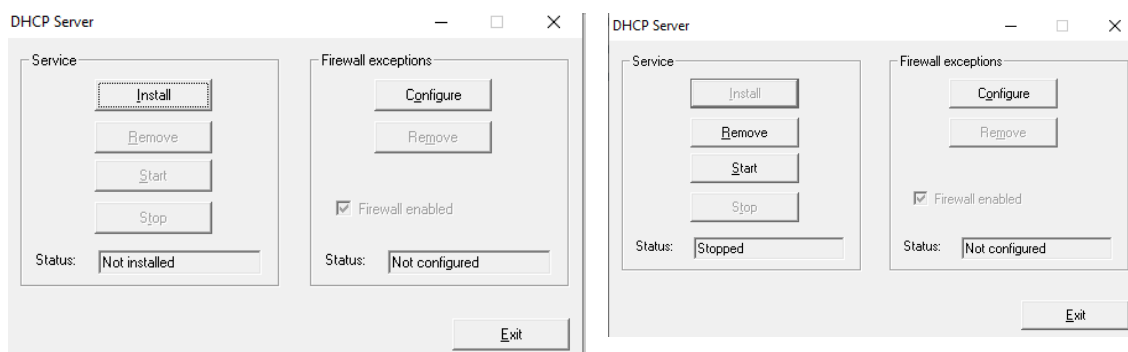 DHCP Server
Service
Install
Remove
Start
Stop
Status: Not installed
Firewall exceptions
Configure
Remove
Firewall enabled
Status: Not configured
Exit
DHCP Server
Service
Install
Remove
Start
Stop
Status: Stopped
Firewall exceptions
Configure
Remove
Firewall enabled
Status: Not configured
Exit